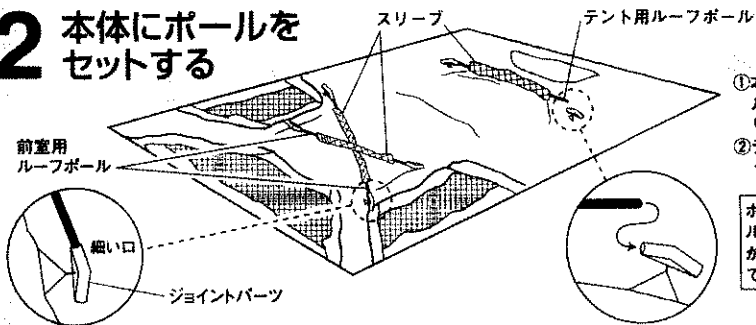 2 本体にポールを
セットする
スリーブ
テント用ルーフポール
前室用
ルーフポール
細い口
ジョイントパーツ
①
②